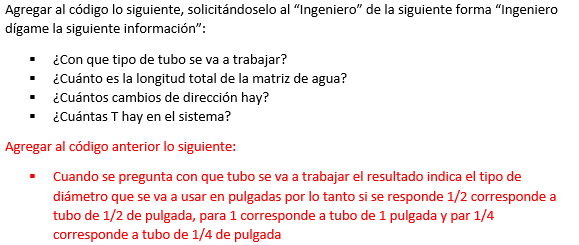 Agregar al código lo siguiente, solicitándoselo al “Ingeniero” de la siguiente forma “Ingeniero
dígame la siguiente información”:
▪ ¿Con que tipo de tubo se va a trabajar?
▪ ¿Cuánto es la longitud total de la matriz de agua?
▪ ¿Cuántos cambios de dirección hay?
▪ ¿Cuántas T hay en el sistema?
Agregar al código anterior lo siguiente:
▪ Cuando se pregunta con que tubo se va a trabajar el resultado indica el tipo de
diámetro que se va a usar en pulgadas por lo tanto si se responde 1/2 corresponde a
tubo de 1/2 de pulgada, para 1 corresponde a tubo de 1 pulgada y par 1/4
corresponde a tubo de 1/4 de pulgada